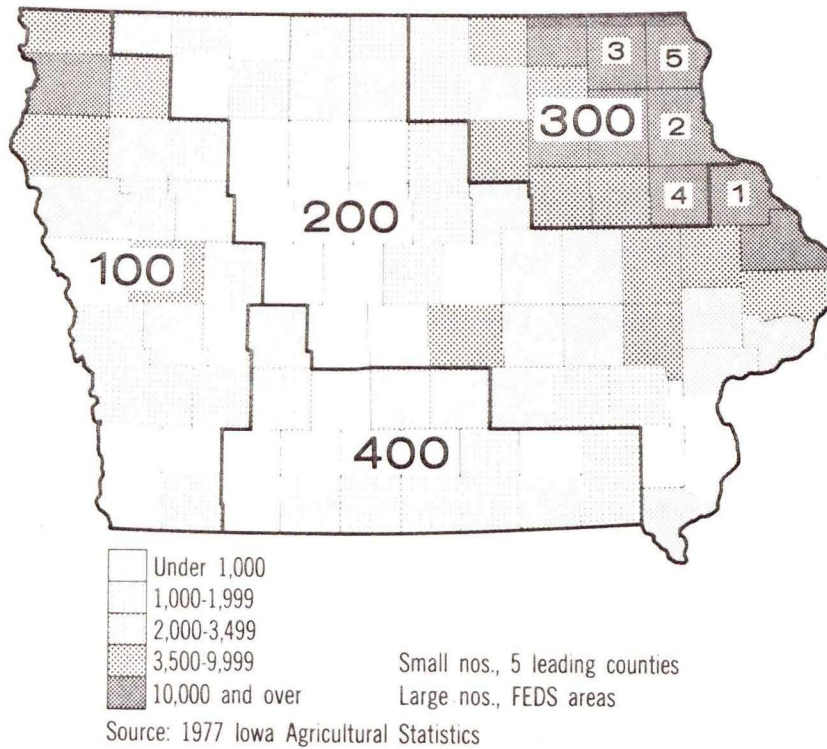 3 5
300 2
4 1
200
100
400
Under 1,000
1,000-1,999
2,000-3,499
3,500-9,999
10,000 and over
Small nos., 5 leading counties
Large nos., FEDS areas
Source: 1977 Iowa Agricultural Statistics